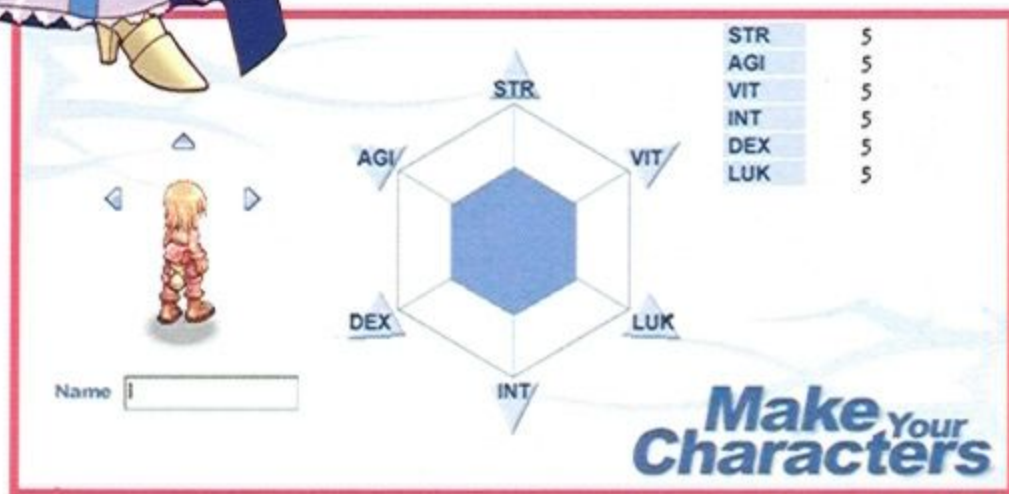 STR 5
AGI 5
VIT 5
INT 5
DEX 5
LUK 5
STR
AGI
VIT
DEX
LUK
INT
Name
Make Your
Characters